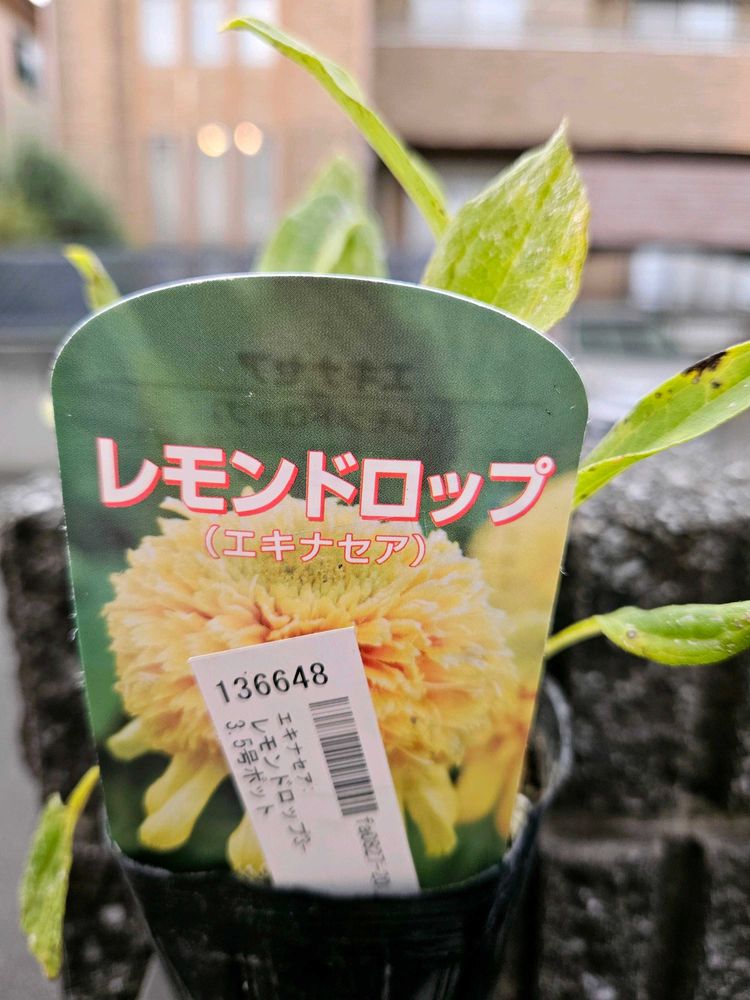 レモンドロップ
(エキナセア)
136648
エキナセア:
レモンドロップ3-
3.5号ポット